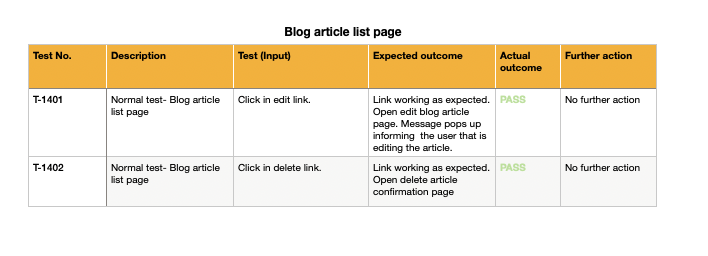 Blog article list page
Test No. Description Test (Input) Expected outcome Actual outcome Further action
T-1401 Normal test- Blog article list page Click in edit link. Link working as expected. Open edit blog article page. Message pops up informing the user that is editing the article. PASS No further action
T-1402 Normal test- Blog article list page Click in delete link. Link working as expected. Open delete article confirmation page PASS No further action